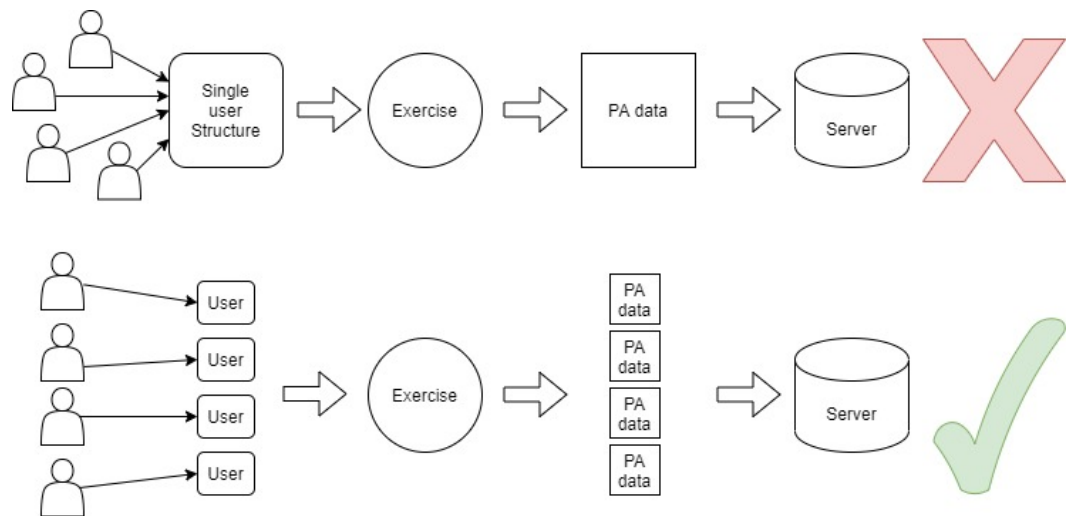 Single
user
Structure
Exercise
PA data
Server
User
User
User
User
Exercise
PA
data
PA
data
PA
data
PA
data
Server